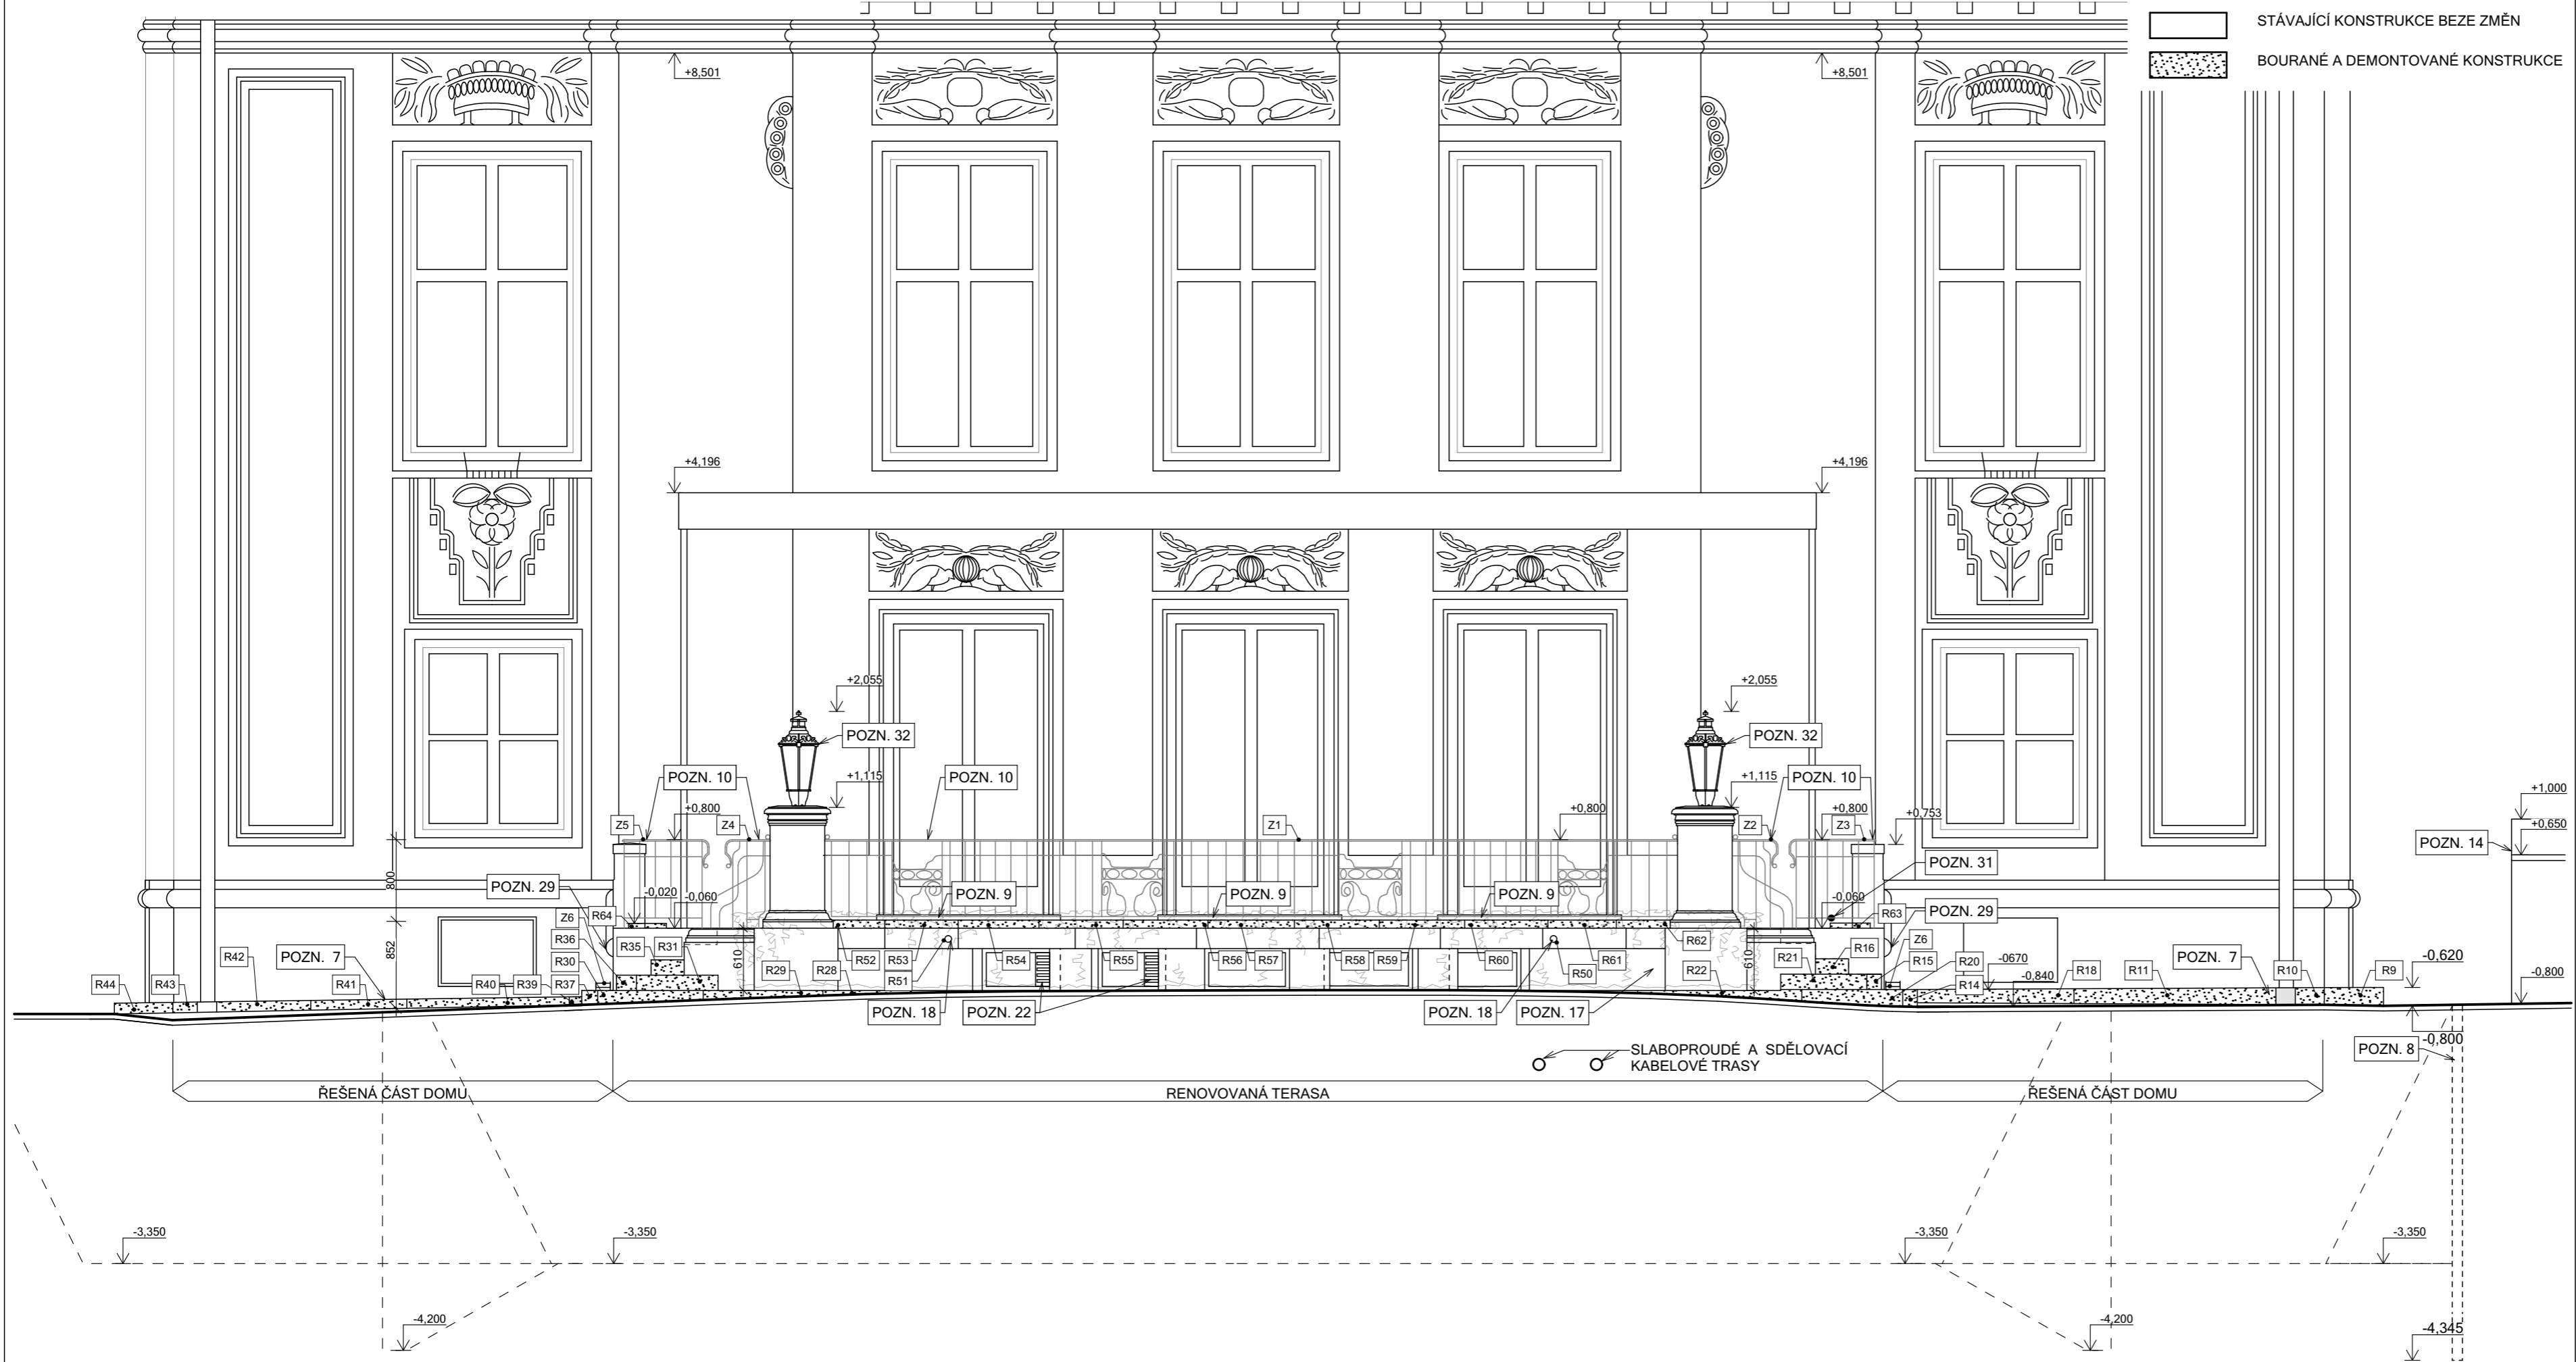 STÁVAJÍCÍ KONSTRUKCE BEZE ZMĚN
BOURANÉ A DEMONTOVANÉ KONSTRUKCE
+8,501
+8,501
+4,196
+4,196
+2,055
+2,055
POZN. 32
POZN. 32
POZN. 10
+1,115
POZN. 10
+1,115
POZN. 10
+1,000
+0,800
+0,800
+0,800
+0,753
+0,650
Z5
Z4
Z1
Z2
Z3
POZN. 14
POZN. 31
800
POZN. 29
-0,020
-0,060
POZN. 9
POZN. 9
POZN. 9
-0,060
Z6
R64
R63
POZN. 29
R36
R35
R31
R62
R16
Z6
852
R42
POZN. 7
R30
610
R29
R28
R52
R53
R54
R55
R56
R57
R58
R59
R60
R50
R61
R22
610
R21
R15
R20
-0670
R18
R11
POZN. 7
R10
R9
-0,620
R44
R43
R41
R40
R39
R37
R51
R14
-0,840
-0,800
POZN. 18
POZN. 22
POZN. 18
POZN. 17
-0,800
SLABOPROUDÉ A SDĚLOVACÍ
KABELOVÉ TRASY
POZN. 8
ŘEŠENÁ ČÁST DOMU
RENOVOVANÁ TERASA
ŘEŠENÁ ČÁST DOMU
-3,350
-3,350
-3,350
-3,350
-4,200
-4,200
-4,345